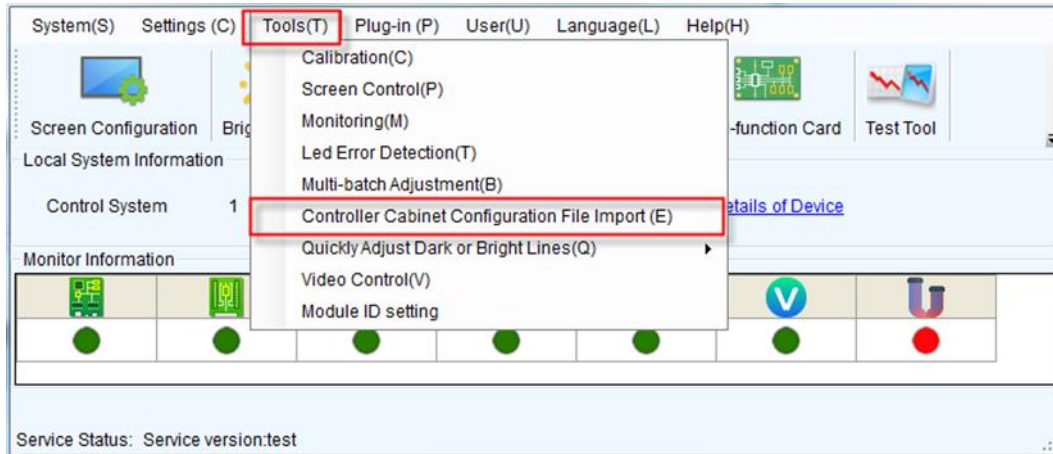 System(S) Settings (C) Tools(T) Plug-in (P) User(U) Language(L) Help(H)
Calibration(C)
Screen Control(P)
Monitoring(M)
Led Error Detection(T)
Multi-batch Adjustment(B)
Controller Cabinet Configuration File Import (E)
Quickly Adjust Dark or Bright Lines(Q)
Video Control(V)
Module ID setting
Screen Configuration -function Card Test Tool
Local System Information
Control System 1 etails of Device
Monitor Information
V
Service Status: Service version:test